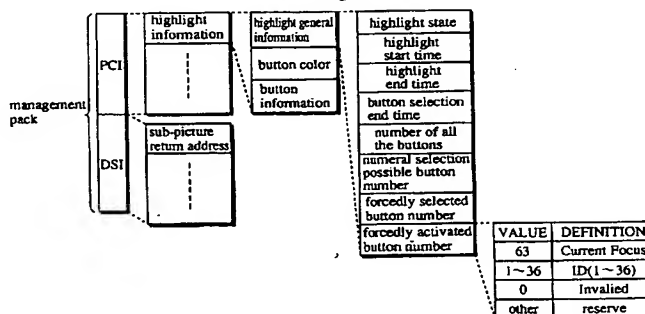 management
pack
PCI
DSI
highlight
information
sub-picture
return address
highlight general
information
button color
button
information
highlight state
highlight
start time
highlight
end time
button selection
end time
number of all
the buttons
numeral selection
possible button
number
forcedly selected
button number
forcedly activated
button number
VALUE DEFINITION
63 Current Focus
1~36 ID(1~36)
0 Invalied
other reserve